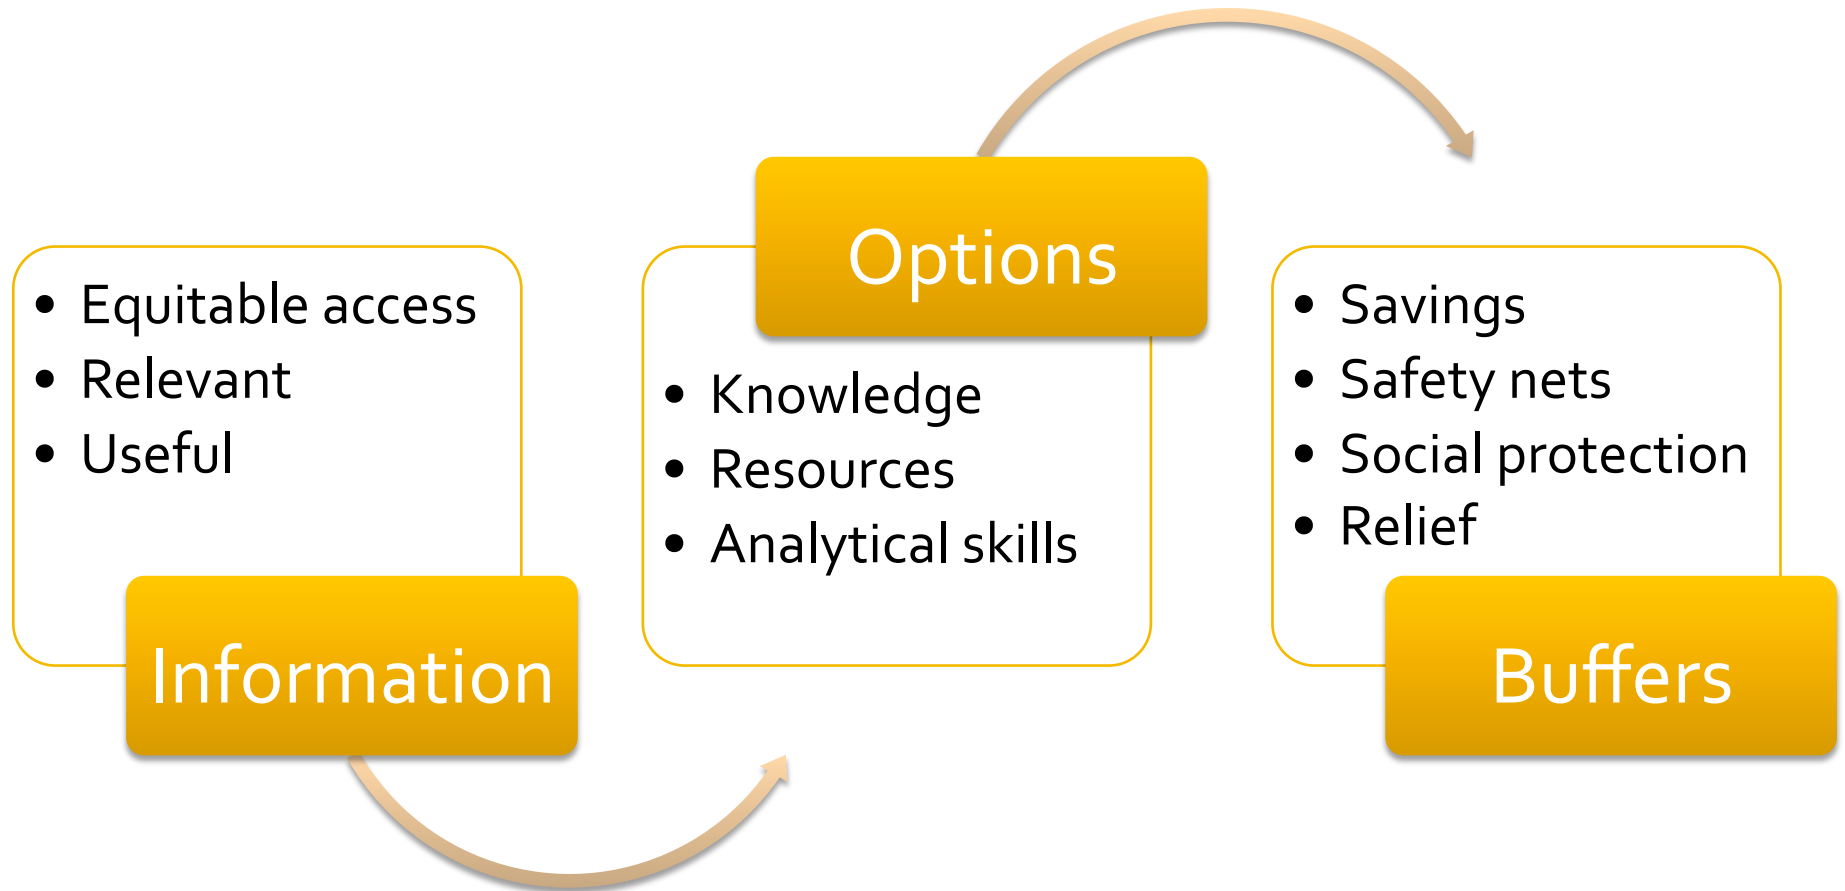 • Equitable access
• Relevant
• Useful
Information
Options
• Knowledge
• Resources
• Analytical skills
• Savings
• Safety nets
• Social protection
• Relief
Buffers